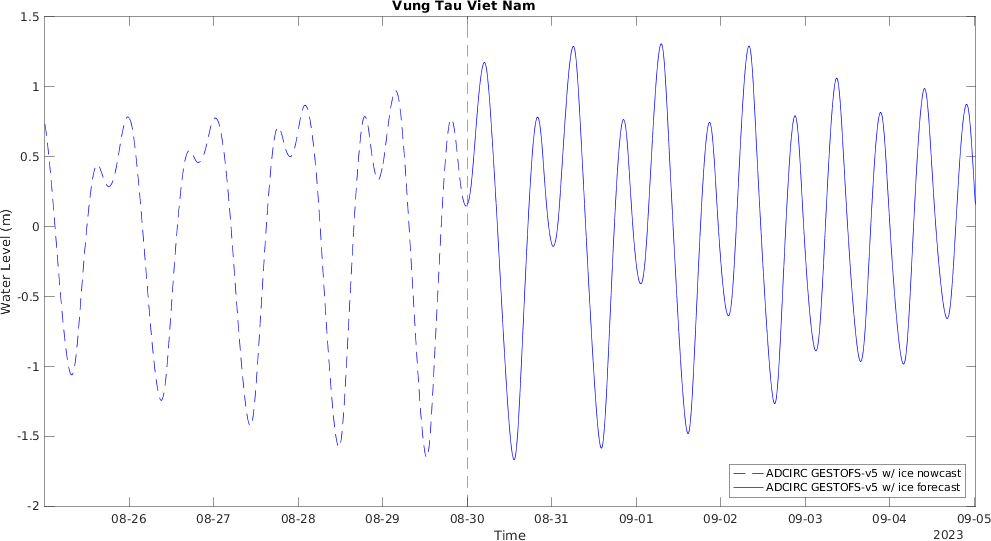 Vung Tau Viet Nam
1.5
1
0.5
0
-0.5
-1
-1.5
-2
Water Level (m)
ADCIRC GESTOFS-v5 w/ ice nowcast
ADCIRC GESTOFS-v5 w/ ice forecast
08-26 08-27 08-28 08-29 08-30 08-31 09-01 09-02 09-03 09-04 09-05
Time
2023